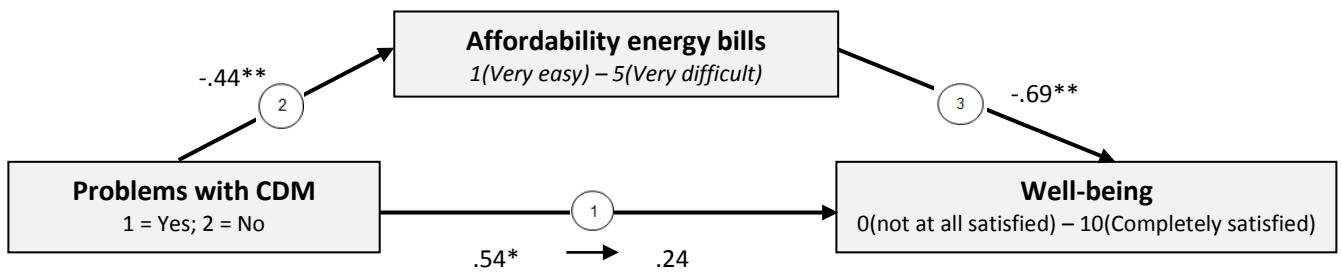 Affordability energy bills
1(Very easy) – 5(Very difficult)
-.44**
2
3
-.69**
Problems with CDM
1 = Yes; 2 = No
1
Well-being
0(not at all satisfied) – 10(Completely satisfied)
.54*
.24